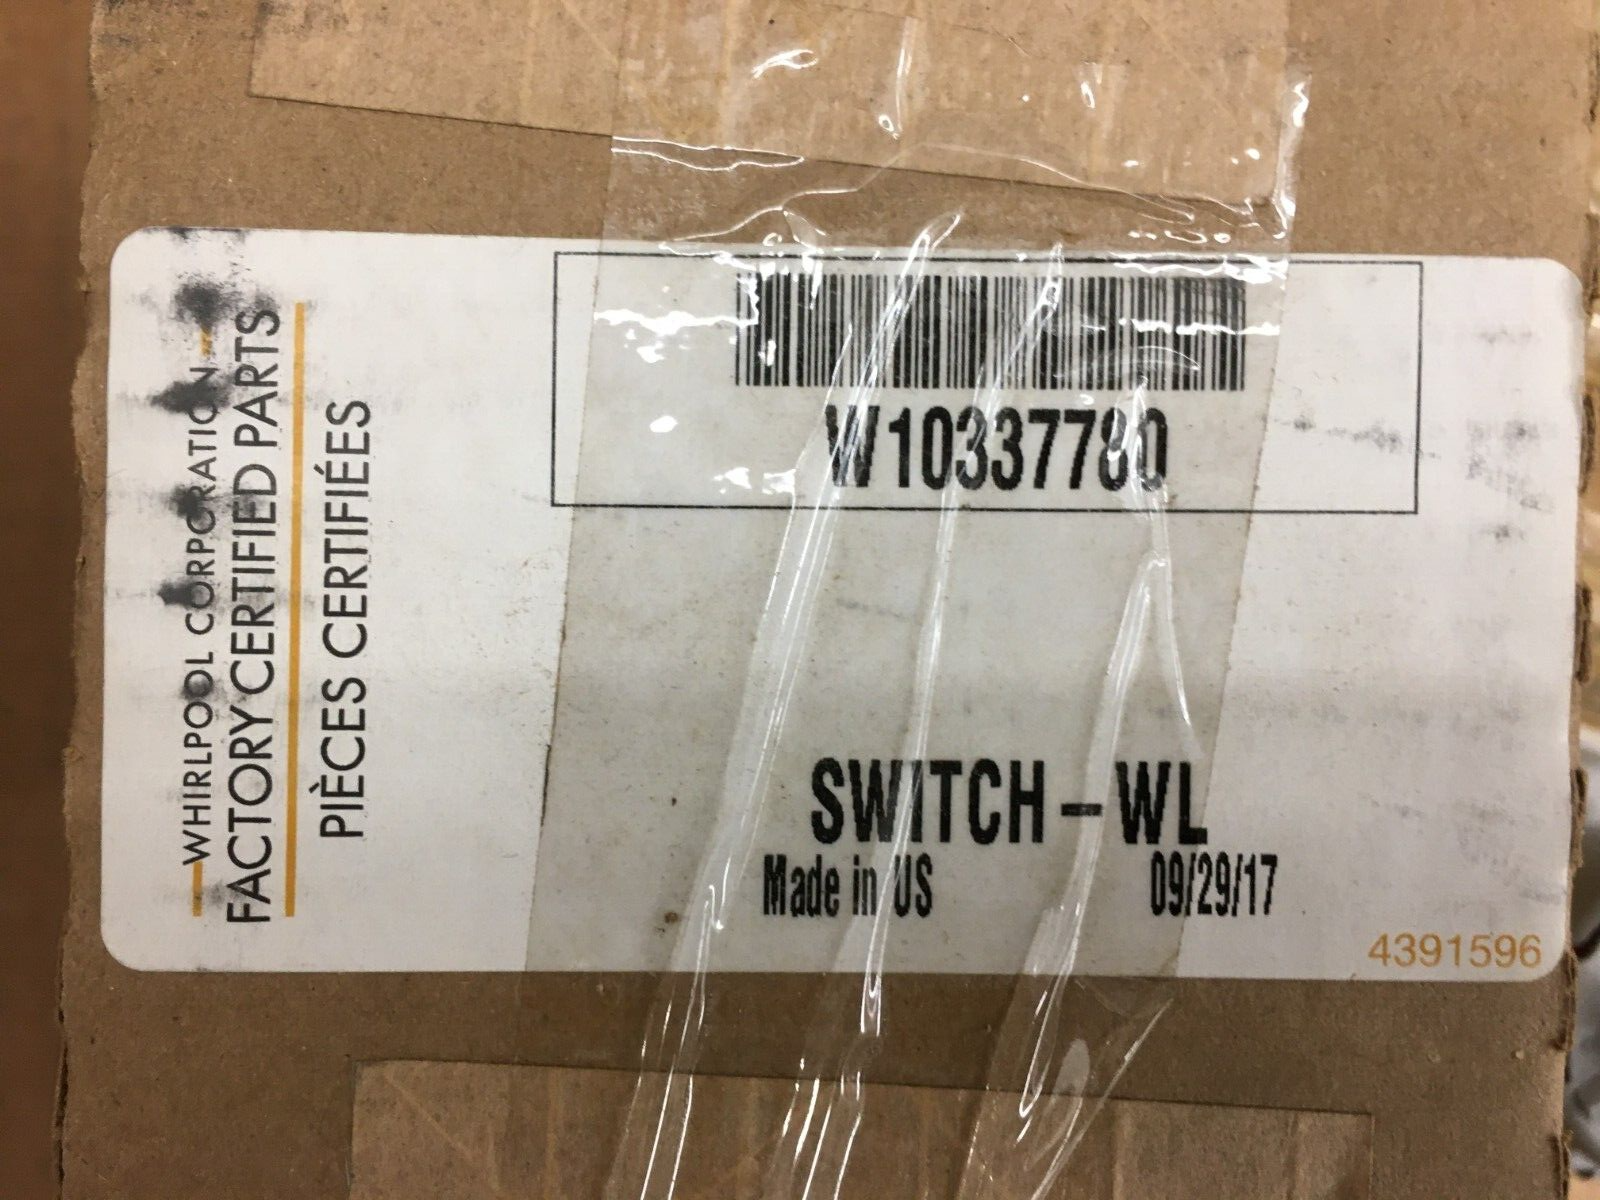 WHIRLPOOL CORPORATION
FACTORY CERTIFIED PARTS
PIÈCES CERTIFIÉES
W10337780
SWITCH-WL
Made in US 09/29/17
4391596